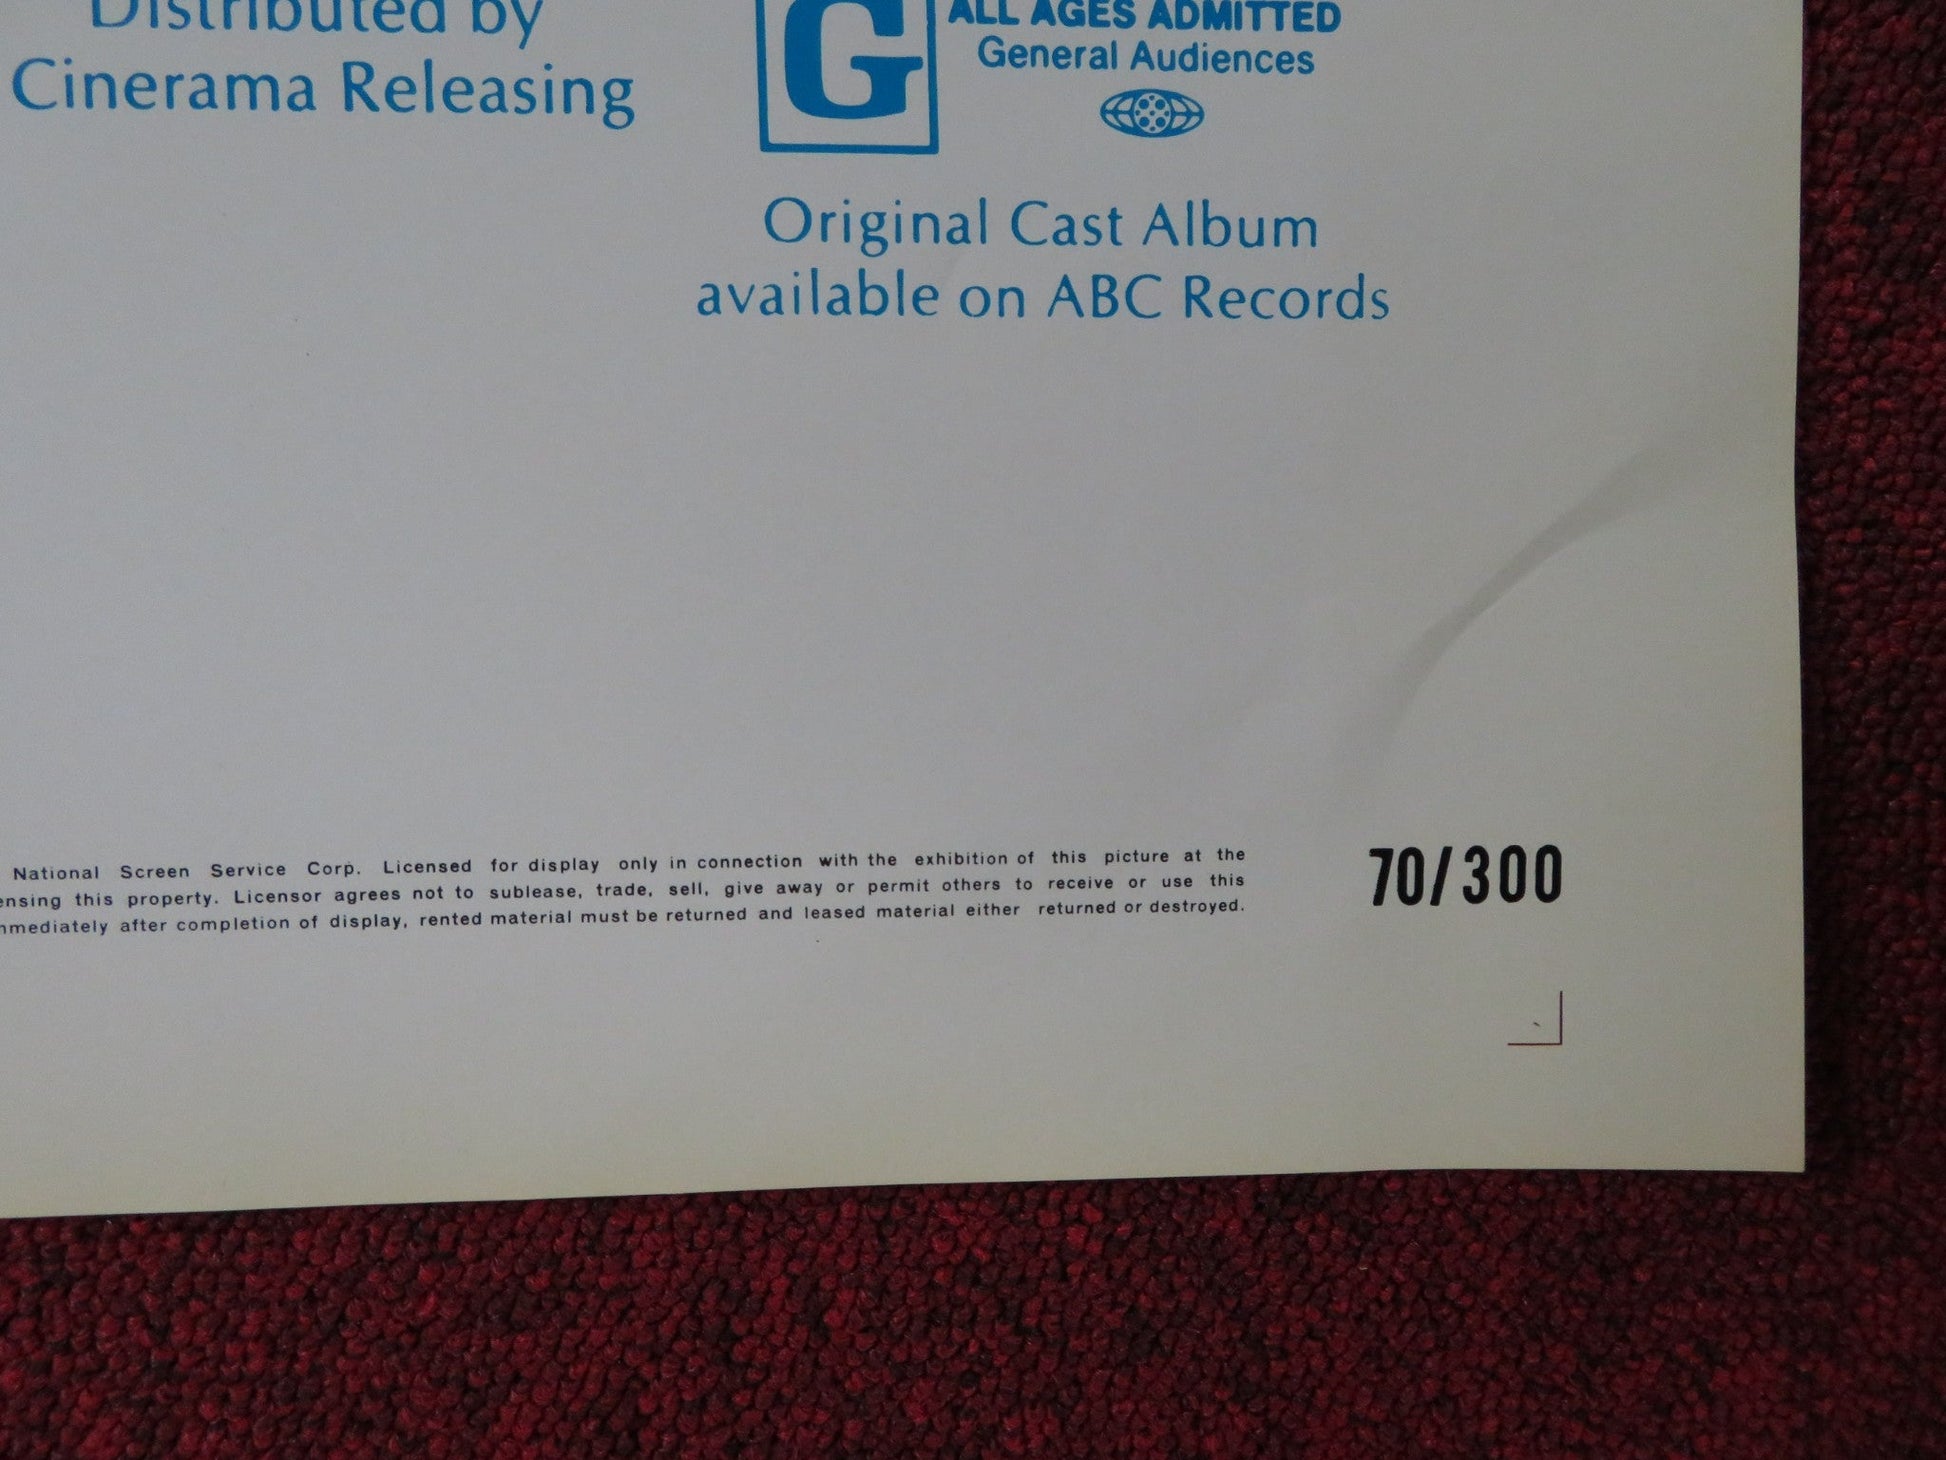 Distributed by
Cinerama Releasing
G
ALL AGES ADMITTED
General Audiences
Original Cast Album
available on ABC Records
National Screen Service Corp. Licensed for display only in connection with the exhibition of this picture at the
ensing this property. Licensor agrees not to sublease, trade, sell, give away or permit others to receive or use this
mmediately after completion of display, rented material must be returned and leased material either returned or destroyed.
70/300